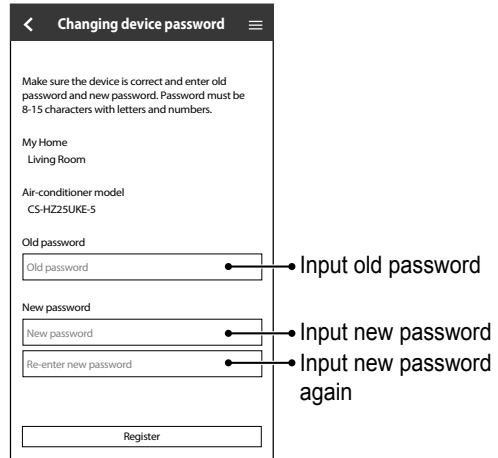 Changing device password
Make sure the device is correct and enter old
password and new password. Password must be
8-15 characters with letters and numbers.
My Home
Living Room
Air-conditioner model
CS-HZ25UKE-5
Old password
Old password
Input old password
New password
New password
Input new password
Re-enter new password
Input new password
again
Register